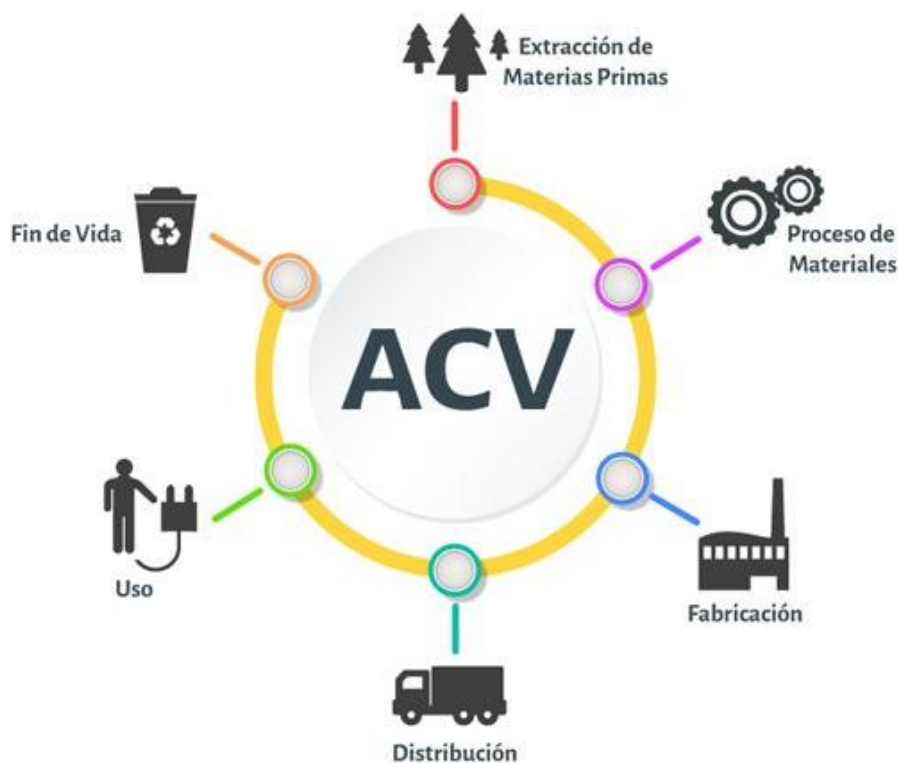 Extracción de
Materias Primas
Proceso de
Materiales
Fabricación
Distribución
Uso
Fin de Vida
ACV